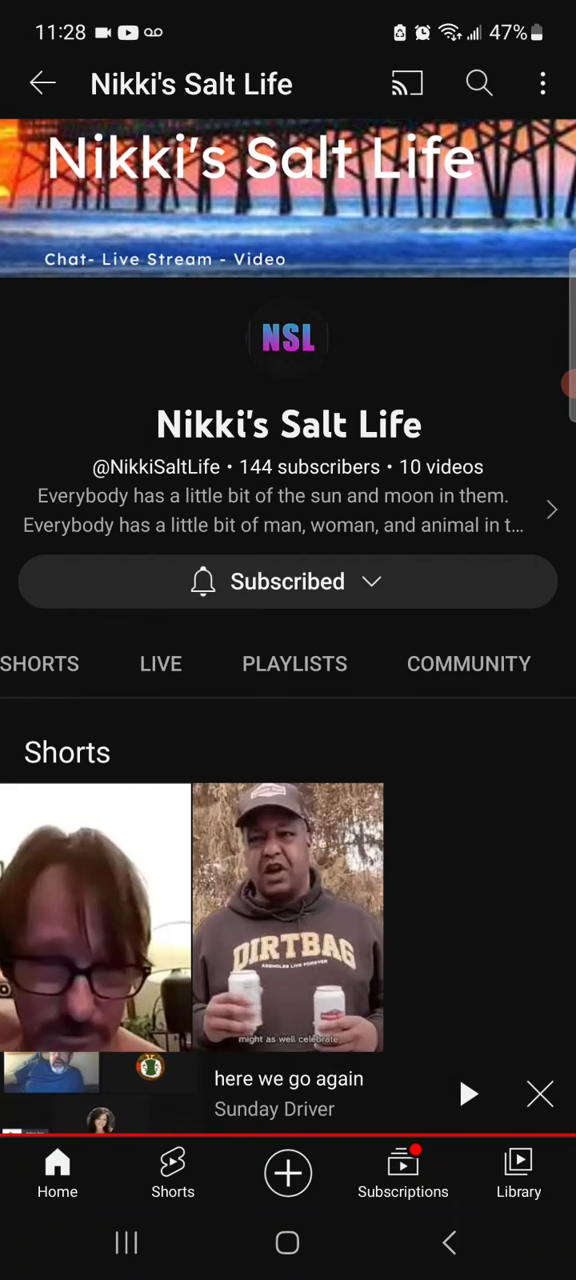 11:28
47%
Nikki's Salt Life
Nikki's Salt Life
Chat- Live Stream - Video
NSL
Nikki's Salt Life
@NikkiSaltLife • 144 subscribers • 10 videos
Everybody has a little bit of the sun and moon in them.
Everybody has a little bit of man, woman, and animal in t...
Subscribed
SHORTS LIVE PLAYLISTS COMMUNITY
Shorts
DIRTBAG
ASSHOLES LIVE FOREVER
might as well celebrate
here we go again
Sunday Driver
Home Shorts Subscriptions Library